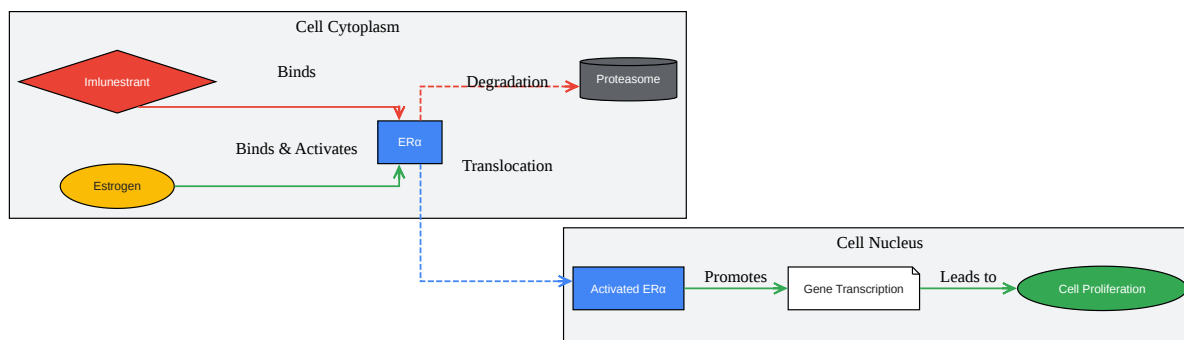 Cell Cytoplasm
Imlunestrant
Binds
Degradation
Proteasome
ERα
Binds & Activates
Translocation
Estrogen
Cell Nucleus
Activated ERα
Promotes
Gene Transcription
Leads to
Cell Proliferation